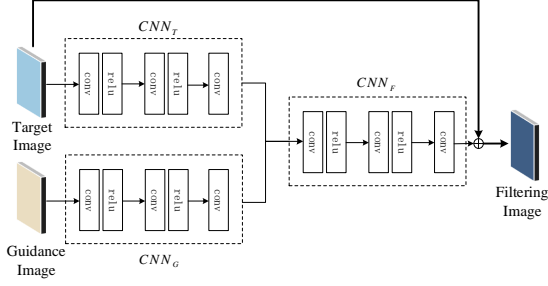 CNN_T
conv
relu
conv
relu
conv
Target
Image
CNN_F
conv
relu
conv
relu
conv
Filtering
Image
conv
relu
conv
relu
conv
Guidance
Image
CNN_G